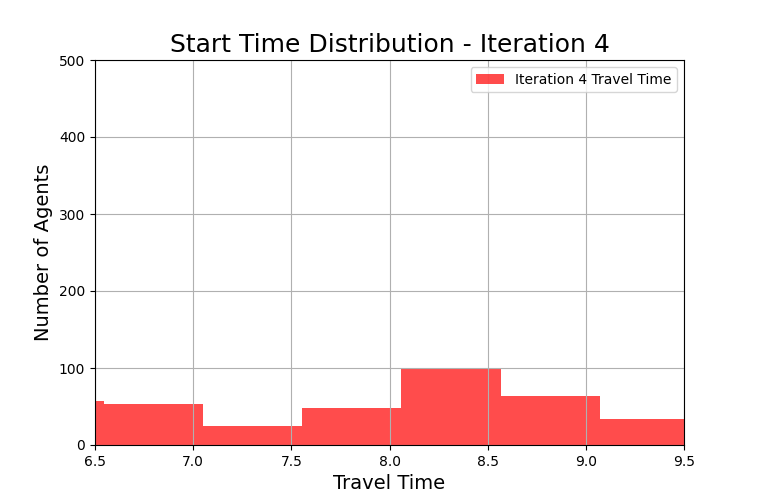 Start Time Distribution - Iteration 4
500
Iteration 4 Travel Time
400
300
200
100
0
Number of Agents
6.5 7.0 7.5 8.0 8.5 9.0 9.5
Travel Time